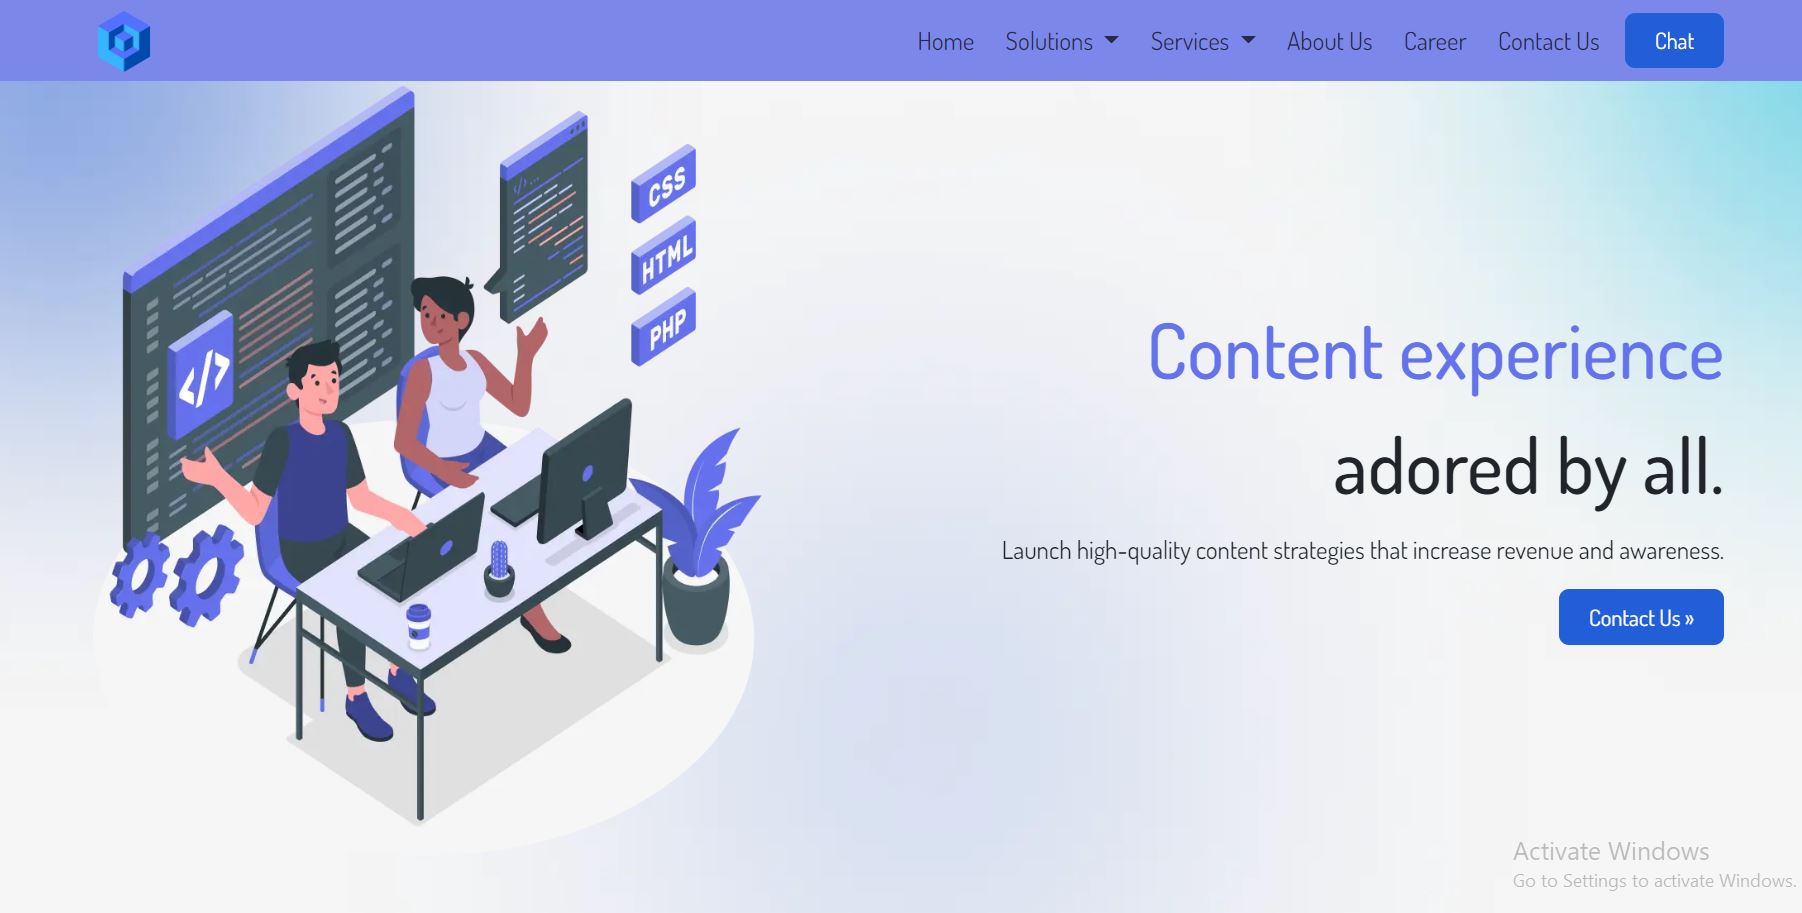 Home Solutions Services About Us Career Contact Us Chat
</>
</> ...
CSS
HTML
PHP
Content experience
adored by all.
Launch high-quality content strategies that increase revenue and awareness.
Contact Us »
Activate Windows
Go to Settings to activate Windows.